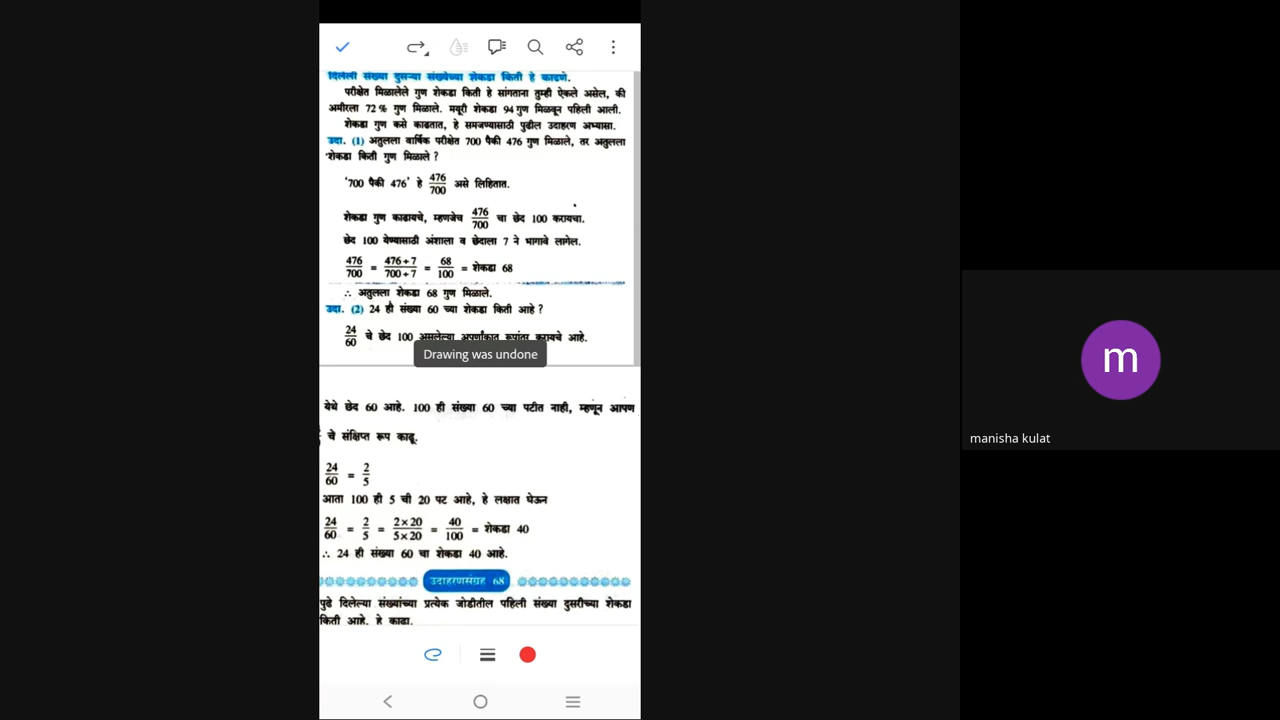 दिलेली संख्या दुसऱ्या संख्येच्या शेकडा किती हे काढणे.
परीक्षेत मिळालेले गुण शेकडा किती हे सांगताना तुम्ही ऐकले असेल, की
अमीरला 72 % गुण मिळाले. मयूरी शेकडा 94 गुण मिळवून पहिली आली.
शेकडा गुण कसे काढतात, हे समजण्यासाठी पुढील उदाहरण अभ्यासा.
उदा. (1) अतुलला वार्षिक परीक्षेत 700 पैकी 476 गुण मिळाले, तर अतुलला
शेकडा किती गुण मिळाले ?
'700 पैकी 476' हे 476/700 असे लिहितात.
शेकडा गुण काढायचे, म्हणजेच 476/700 चा छेद 100 करायचा.
छेद 100 येण्यासाठी अंशाला व छेदाला 7 ने भागावे लागेल.
476/700 = 476÷7/700÷7 = 68/100 = शेकडा 68
∴ अतुलला शेकडा 68 गुण मिळाले.
उदा. (2) 24 ही संख्या 60 च्या शेकडा किती आहे ?
24/60 चे छेद 100 असलेल्या अपूर्णांकात रूपांतर करायचे आहे.
Drawing was undone
येथे छेद 60 आहे. 100 ही संख्या 60 च्या पटीत नाही, म्हणून आपण
चे संक्षिप्त रूप काढू.
24/60 = 2/5
आता 100 ही 5 ची 20 पट आहे, हे लक्षात घेऊन
24/60 = 2/5 = 2×20/5×20 = 40/100 = शेकडा 40
∴ 24 ही संख्या 60 चा शेकडा 40 आहे.
उदाहरणसंग्रह 68
पुढे दिलेल्या संख्यांच्या प्रत्येक जोडीतील पहिली संख्या दुसरीच्या शेकडा
किती आहे, हे काढा.
m
manisha kulat